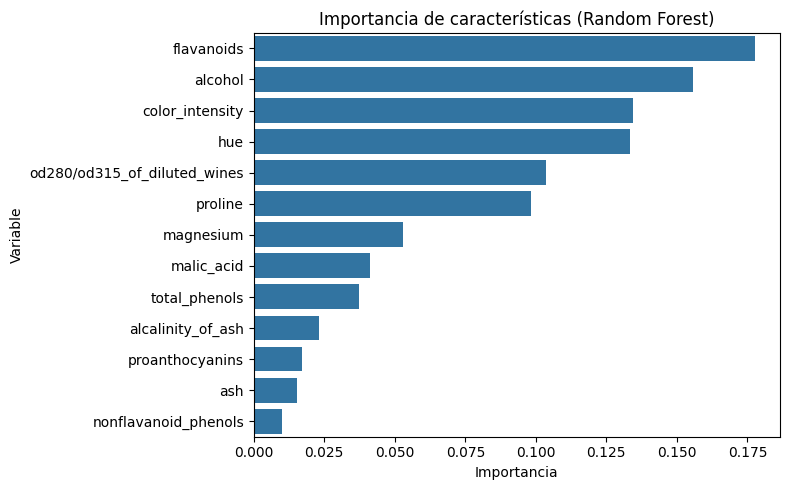 Importancia de características (Random Forest)
flavanoids
alcohol
color_intensity
hue
od280/od315_of_diluted_wines
proline
magnesium
malic_acid
total_phenols
alcalinity_of_ash
proanthocyanins
ash
nonflavanoid_phenols
Variable
0.000 0.025 0.050 0.075 0.100 0.125 0.150 0.175
Importancia